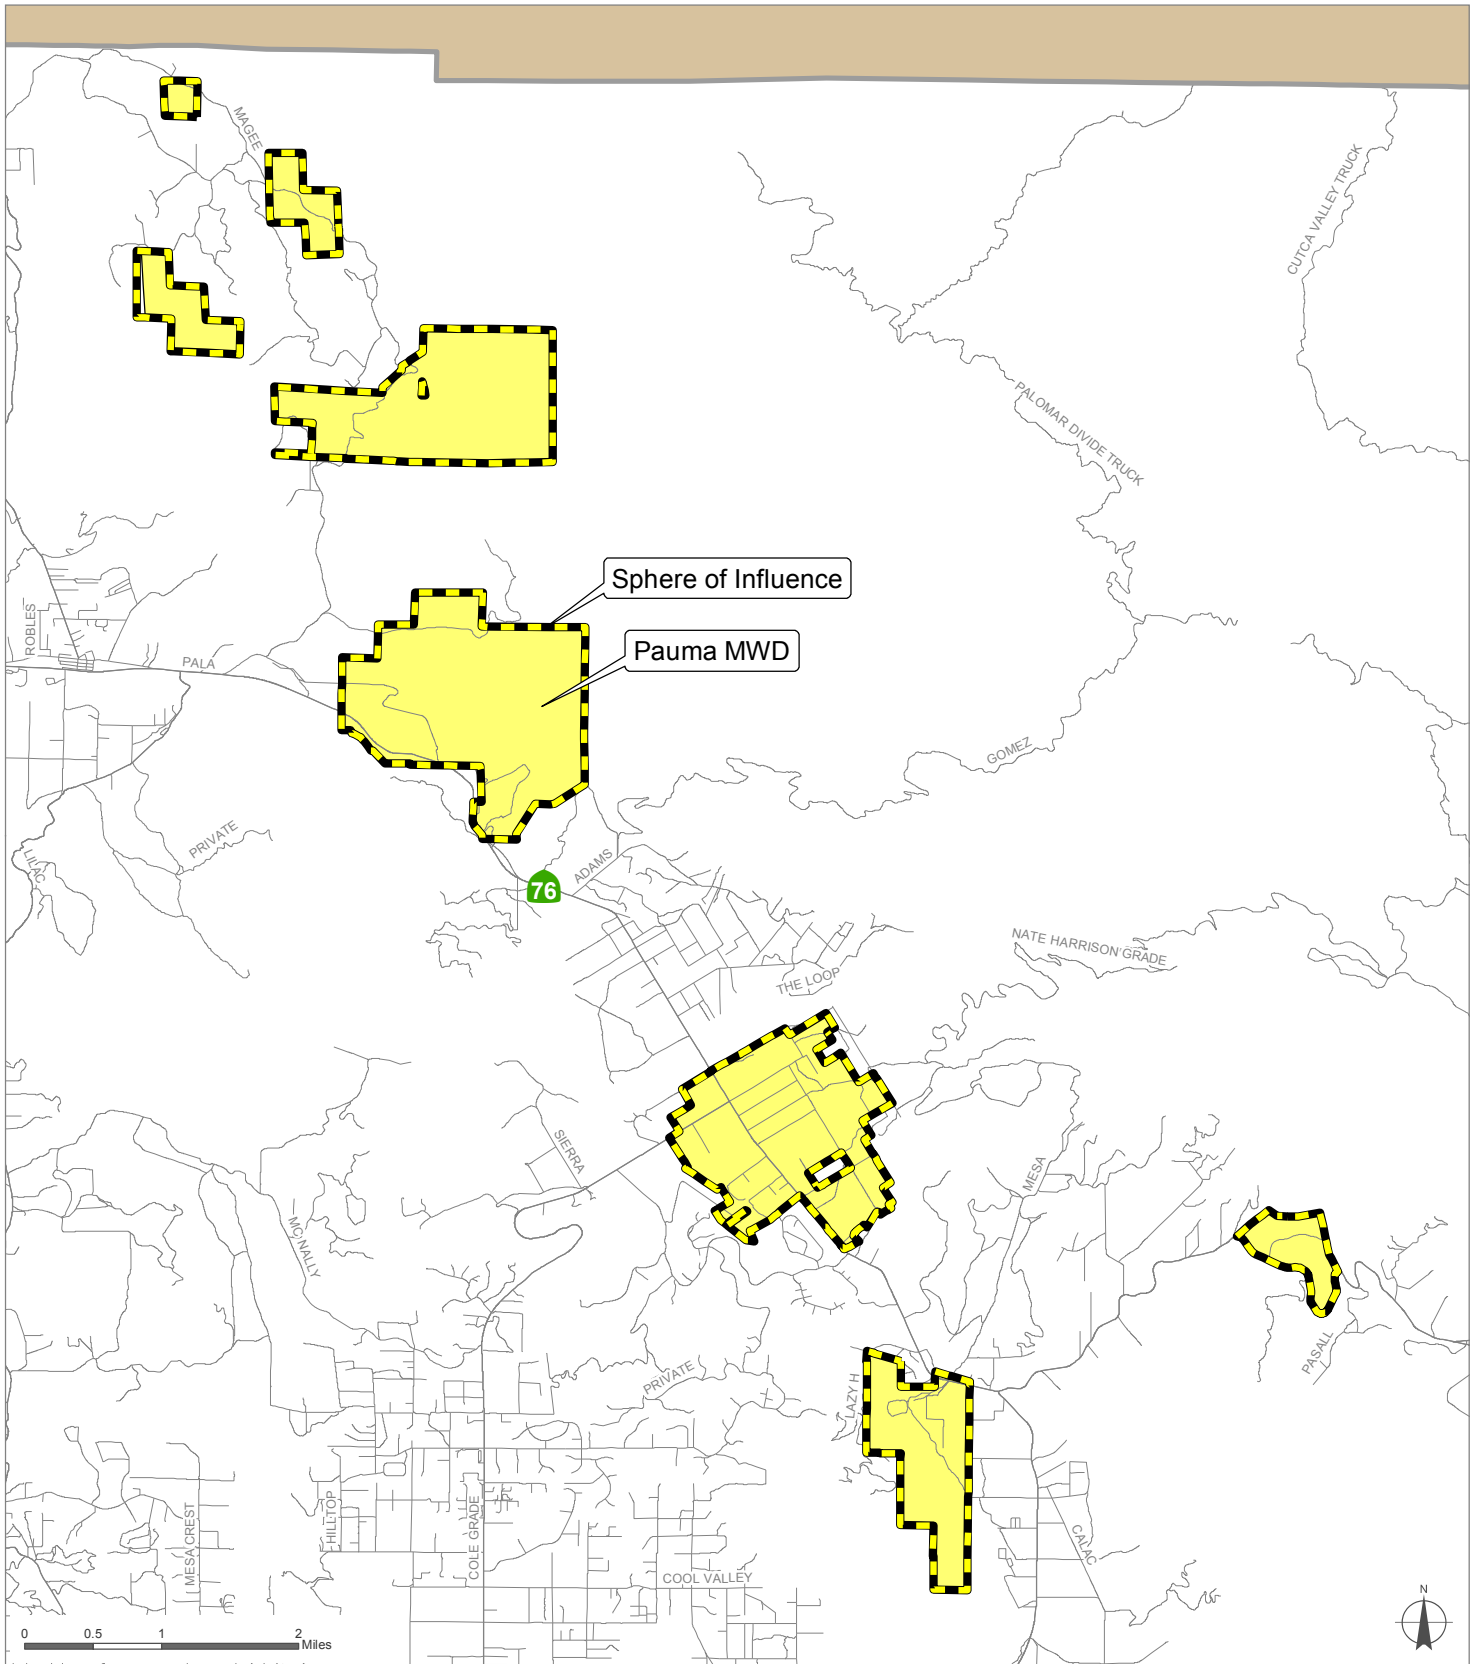 MAGEE
CUTCA VALLEY TRUCK
PALOMAR DIVIDE TRUCK
Sphere of Influence
ROBLES
Pauma MWD
PALA
GOMEZ
PRIVATE
LILAC
ADAMS
76
NATE HARRISON GRADE
THE LOOP
SIERRA
MESA
MC NALLY
PASALL
PRIVATE
LAZY H
HILLTOP
MESA CREST
COLE GRADE
CALAC
COOL VALLEY
N
0 0.5 1 2
Miles